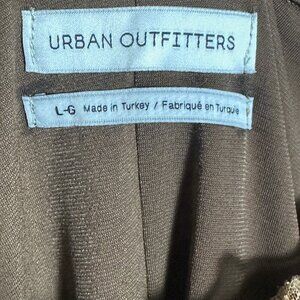 URBAN OUTFITTERS
L-G Made in Turkey / Fabriqué en Turquie